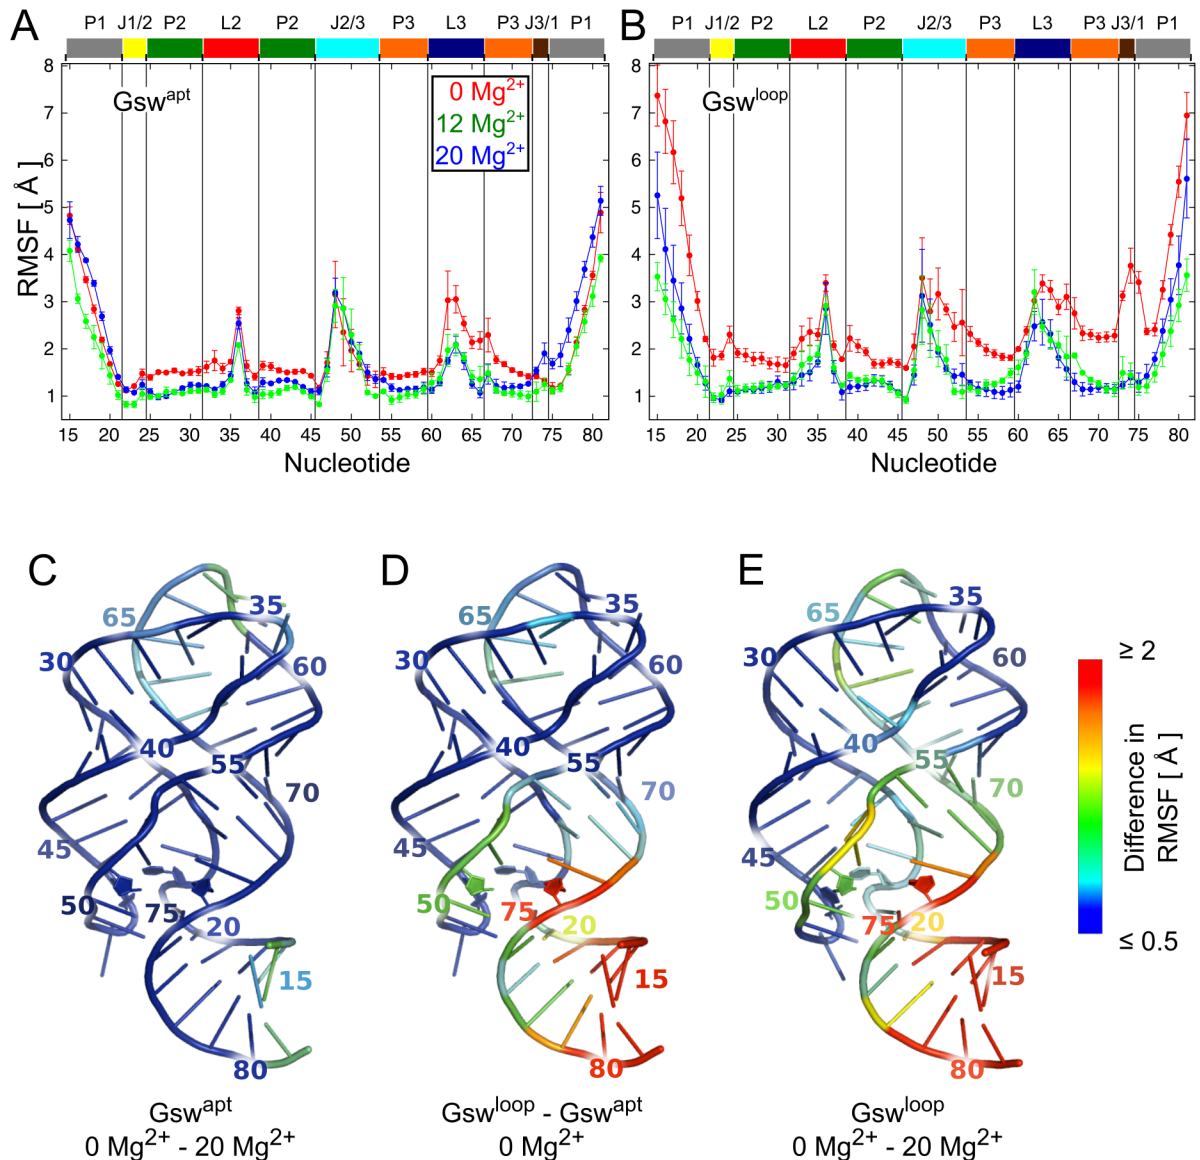 A
P1 J1/2 P2 L2 P2 J2/3 P3 L3 P3 J3/1 P1
8
7
6
5
4
3
2
1
RMSF [ Å ]
Gsw^apt
0 Mg²⁺
12 Mg²⁺
20 Mg²⁺
15 20 25 30 35 40 45 50 55 60 65 70 75 80
Nucleotide
B
P1 J1/2 P2 L2 P2 J2/3 P3 L3 P3 J3/1 P1
8
7
6
5
4
3
2
1
Gsw^loop
15 20 25 30 35 40 45 50 55 60 65 70 75 80
Nucleotide
C
65
35
30
60
40
55
70
45
50
75
20
15
80
Gsw^apt
0 Mg²⁺ - 20 Mg²⁺
D
65
35
30
60
40
55
70
45
50
75
20
15
80
Gsw^loop - Gsw^apt
0 Mg²⁺
E
65
35
30
60
40
55
70
45
50
75
20
15
80
Gsw^loop
0 Mg²⁺ - 20 Mg²⁺
≥ 2
Difference in
RMSF [ Å ]
≤ 0.5